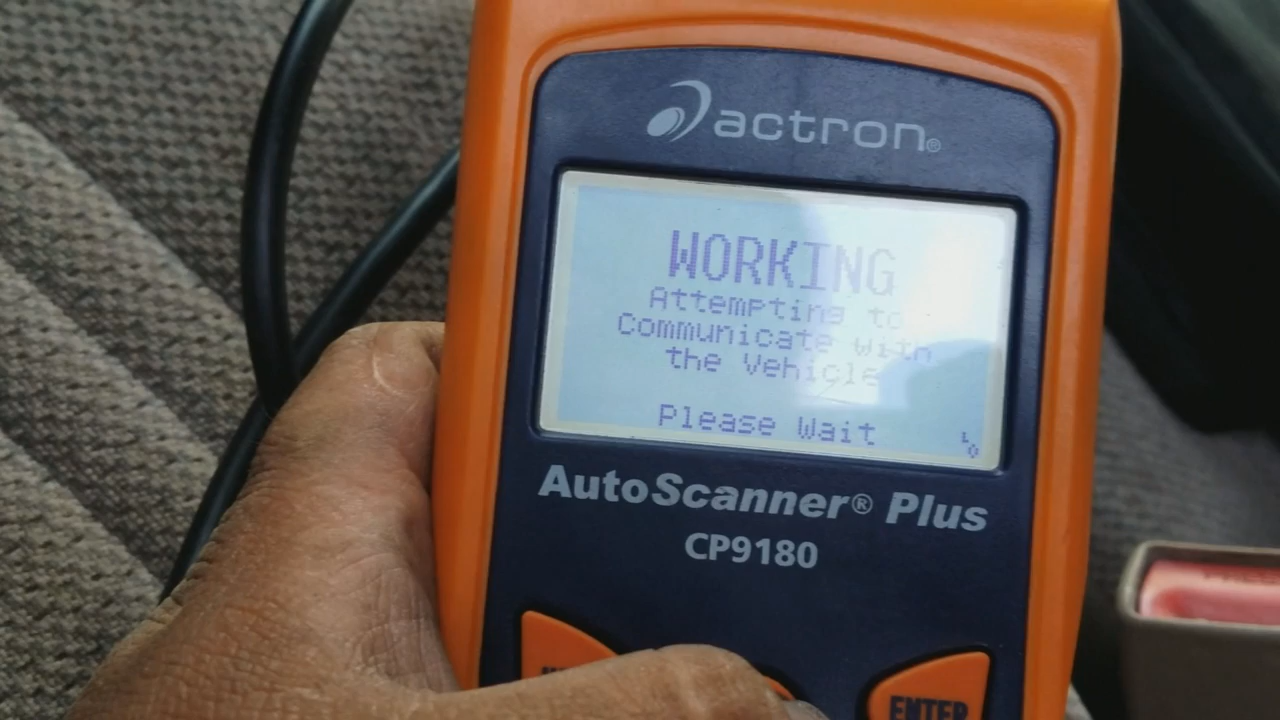 actron®
WORKING
Attempting to
Communicate with
the Vehicle
Please Wait
AutoScanner® Plus
CP9180
ENTER